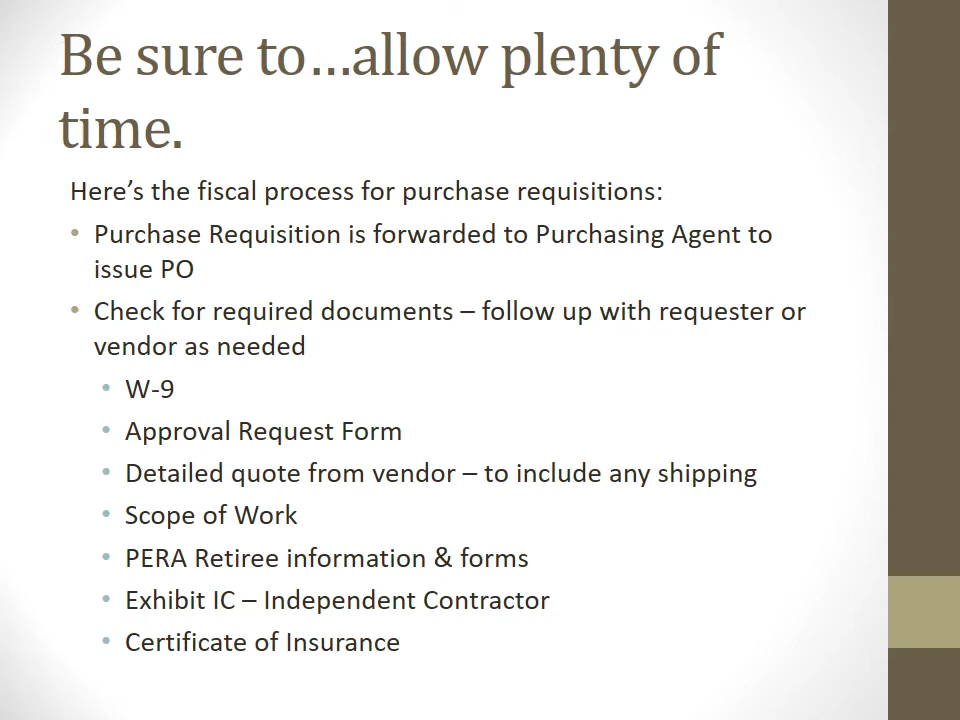 Be sure to…allow plenty of
time.
Here’s the fiscal process for purchase requisitions:
• Purchase Requisition is forwarded to Purchasing Agent to
issue PO
• Check for required documents – follow up with requester or
vendor as needed
• W-9
• Approval Request Form
• Detailed quote from vendor – to include any shipping
• Scope of Work
• PERA Retiree information & forms
• Exhibit IC – Independent Contractor
• Certificate of Insurance